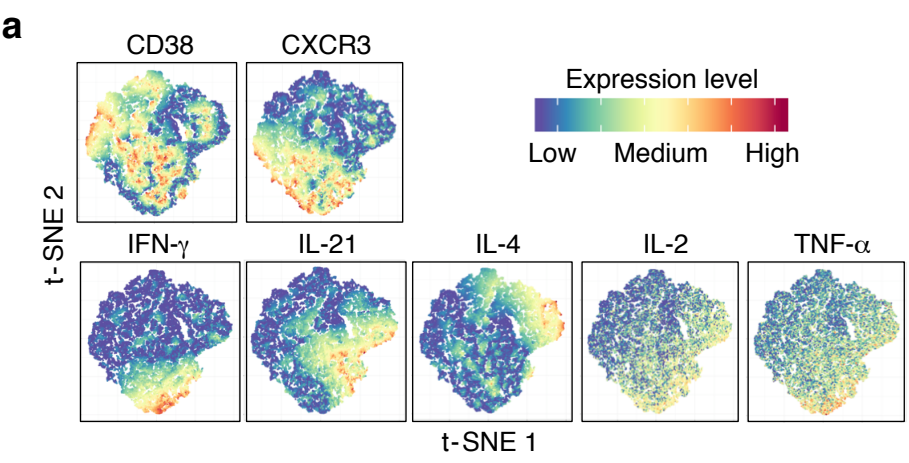 a
CD38
CXCR3
Expression level
Low Medium High
t-SNE 2
IFN-γ
IL-21
IL-4
IL-2
TNF-α
t-SNE 1